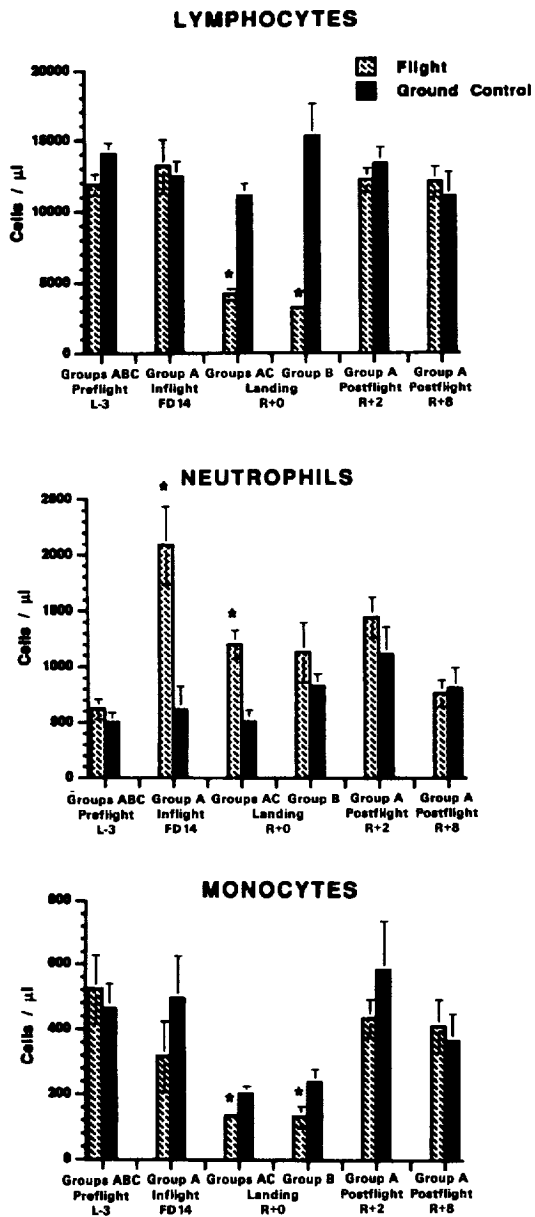 LYMPHOCYTES
Flight
Ground Control
Cells / µl
20000
15000
10000
5000
0
*
*
Groups ABC Group A Groups AC Group B Group A Group A
Preflight Inflight Landing Postflight Postflight
L-3 FD14 R+0 R+2 R+8
NEUTROPHILS
Cells / µl
2500
2000
1500
1000
500
0
*
*
Groups ABC Group A Groups AC Group B Group A Group A
Preflight Inflight Landing Postflight Postflight
L-3 FD14 R+0 R+2 R+8
MONOCYTES
Cells / µl
800
600
400
200
0
*
*
Groups ABC Group A Groups AC Group B Group A Group A
Preflight Inflight Landing Postflight Postflight
L-3 FD14 R+0 R+2 R+8